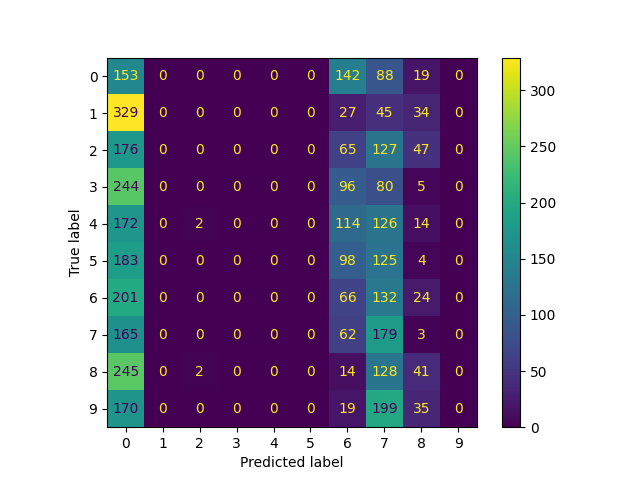 0 153 0 0 0 0 0 142 88 19 0
1 329 0 0 0 0 0 27 45 34 0
2 176 0 0 0 0 0 65 127 47 0
3 244 0 0 0 0 0 96 80 5 0
4 172 0 2 0 0 0 114 126 14 0
5 183 0 0 0 0 0 98 125 4 0
6 201 0 0 0 0 0 66 132 24 0
7 165 0 0 0 0 0 62 179 3 0
8 245 0 2 0 0 0 14 128 41 0
9 170 0 0 0 0 0 19 199 35 0
0 1 2 3 4 5 6 7 8 9
Predicted label
True label
300
250
200
150
100
50
0